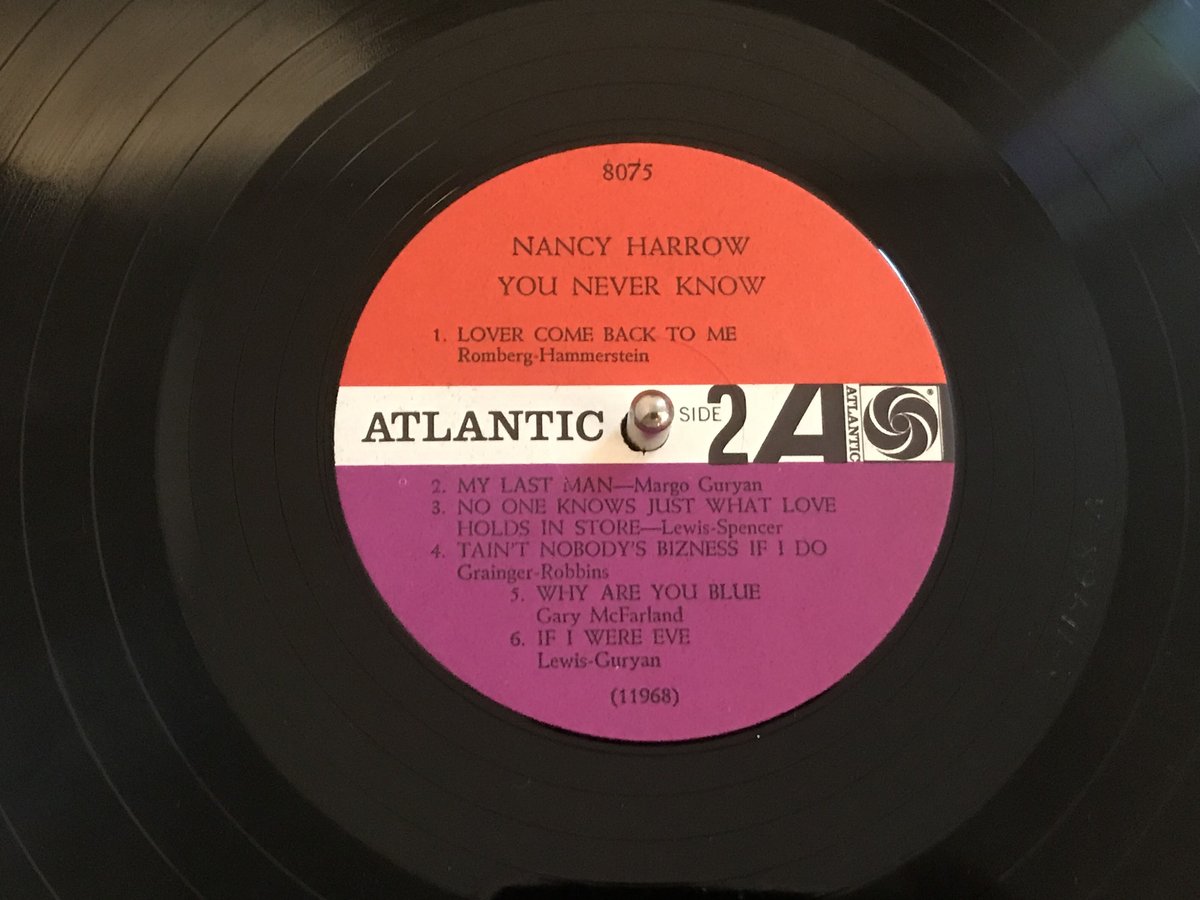 8075
NANCY HARROW
YOU NEVER KNOW
1. LOVER COME BACK TO ME
Romberg-Hammerstein
ATLANTIC SIDE 2 A ATLANTIC ®
2. MY LAST MAN—Margo Guryan
3. NO ONE KNOWS JUST WHAT LOVE
HOLDS IN STORE—Lewis-Spencer
4. TAIN'T NOBODY'S BIZNESS IF I DO
Grainger-Robbins
5. WHY ARE YOU BLUE
Gary McFarland
6. IF I WERE EVE
Lewis-Guryan
(11968)